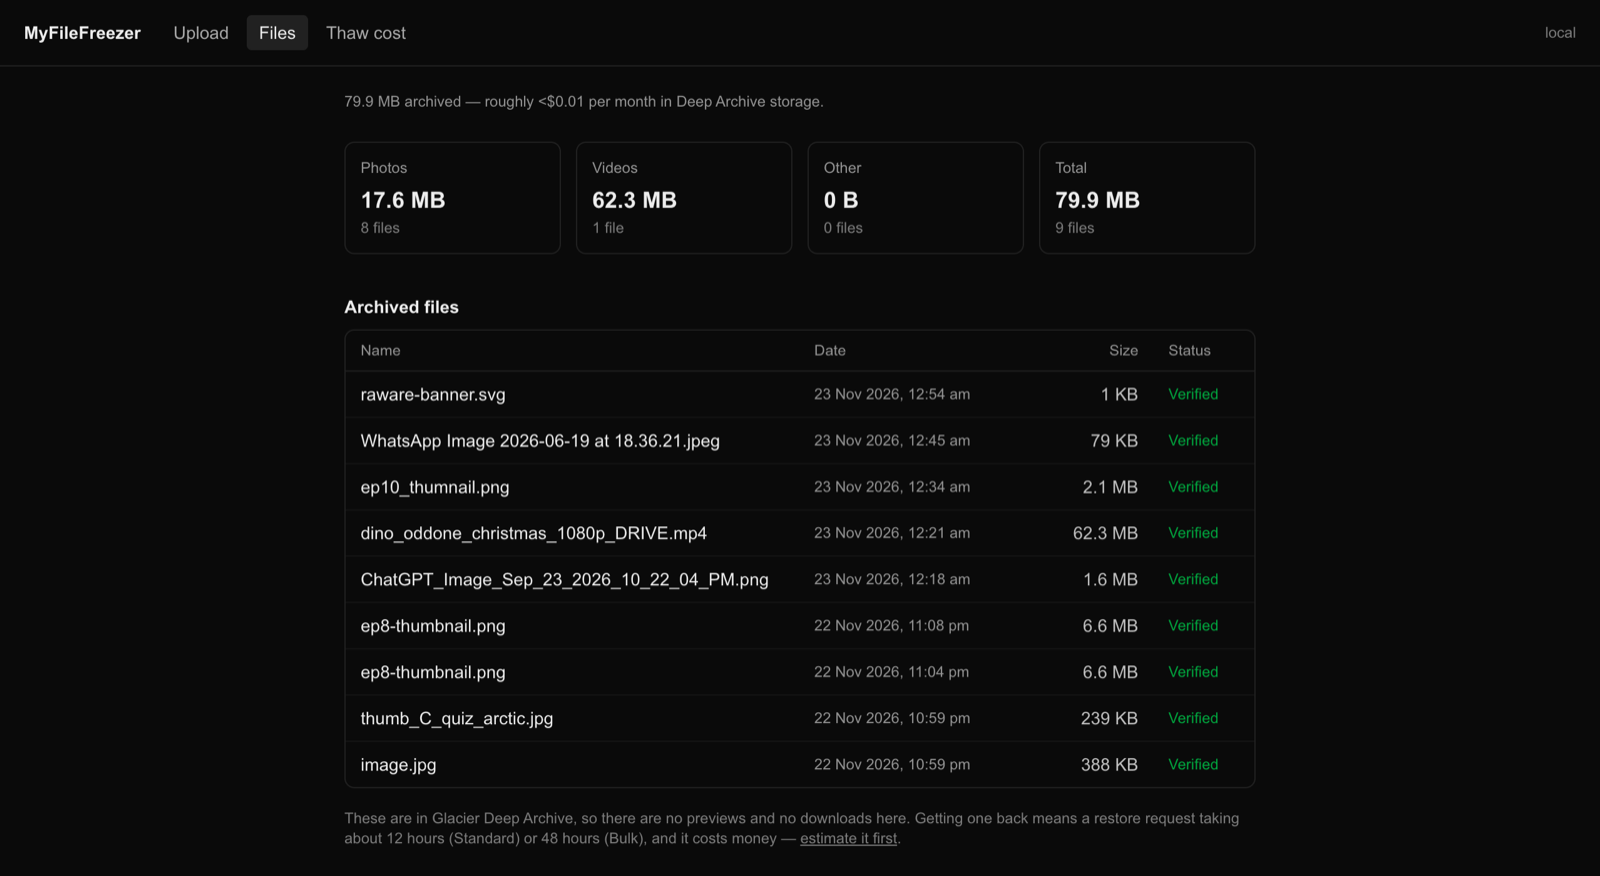 MyFileFreezer Upload Files Thaw cost local
79.9 MB archived — roughly <$0.01 per month in Deep Archive storage.
Photos
17.6 MB
8 files
Videos
62.3 MB
1 file
Other
0 B
0 files
Total
79.9 MB
9 files
Archived files
Name Date Size Status
raware-banner.svg 23 Nov 2026, 12:54 am 1 KB Verified
WhatsApp Image 2026-06-19 at 18.36.21.jpeg 23 Nov 2026, 12:45 am 79 KB Verified
ep10_thumnail.png 23 Nov 2026, 12:34 am 2.1 MB Verified
dino_oddone_christmas_1080p_DRIVE.mp4 23 Nov 2026, 12:21 am 62.3 MB Verified
ChatGPT_Image_Sep_23_2026_10_22_04_PM.png 23 Nov 2026, 12:18 am 1.6 MB Verified
ep8-thumbnail.png 22 Nov 2026, 11:08 pm 6.6 MB Verified
ep8-thumbnail.png 22 Nov 2026, 11:04 pm 6.6 MB Verified
thumb_C_quiz_arctic.jpg 22 Nov 2026, 10:59 pm 239 KB Verified
image.jpg 22 Nov 2026, 10:59 pm 388 KB Verified
These are in Glacier Deep Archive, so there are no previews and no downloads here. Getting one back means a restore request taking
about 12 hours (Standard) or 48 hours (Bulk), and it costs money — estimate it first.